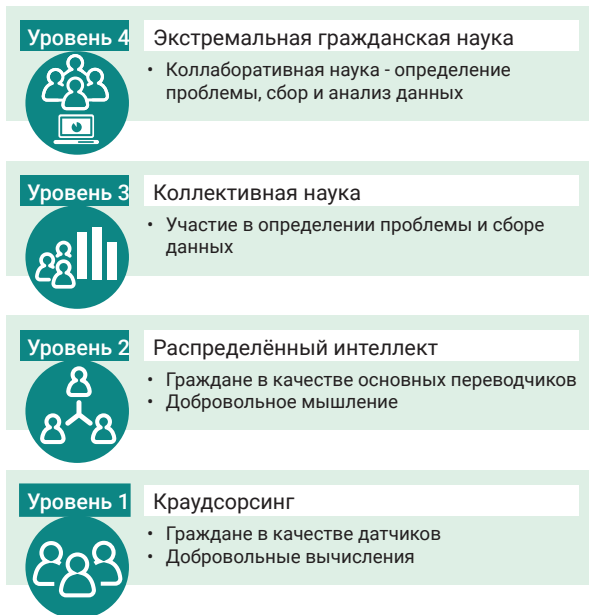 Уровень 4
Экстремальная гражданская наука
• Коллаборативная наука - определение
проблемы, сбор и анализ данных
Уровень 3
Коллективная наука
• Участие в определении проблемы и сборе
данных
Уровень 2
Распределённый интеллект
• Граждане в качестве основных переводчиков
• Добровольное мышление
Уровень 1
Краудсорсинг
• Граждане в качестве датчиков
• Добровольные вычисления